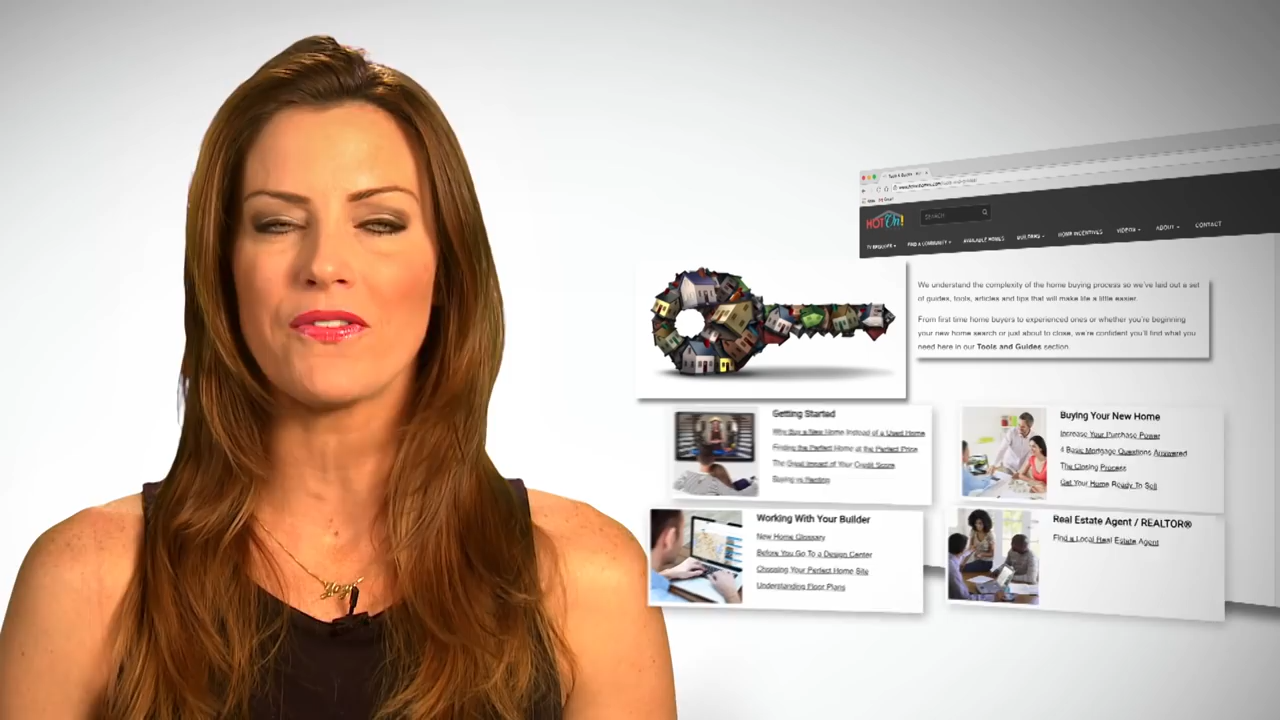 Tools & Guides
HOT On!
SEARCH
TV EPISODES
FIND A COMMUNITY
AVAILABLE HOMES
BUILDERS
HOME INCENTIVES
VIDEOS
ABOUT
CONTACT
We understand the complexity of the home buying process so we've laid out a set
of guides, tools, articles and tips that will make life a little easier.
From first time home buyers to experienced ones or whether you're beginning
your new home search or just about to close, we're confident you'll find what you
need here in our Tools and Guides section.
Getting Started
Why Buy a New Home Instead of a Used Home
Finding the Perfect Home at the Perfect Price
The Great Impact of Your Credit Score
Buying vs Renting
Buying Your New Home
Increase Your Purchase Power
4 Basic Mortgage Questions Answered
The Closing Process
Get Your Home Ready To Sell
Working With Your Builder
New Home Glossary
Before You Go To a Design Center
Choosing Your Perfect Home Site
Understanding Floor Plans
Real Estate Agent / REALTOR®
Find a Local Real Estate Agent